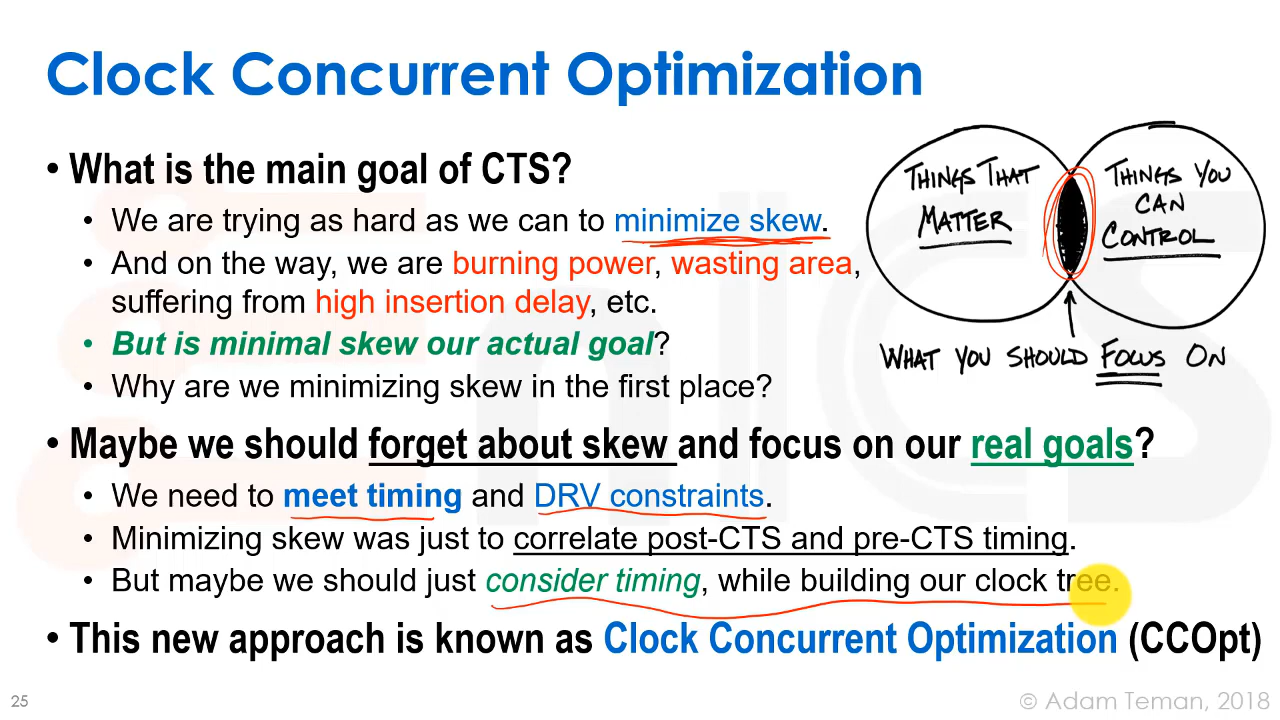 Clock Concurrent Optimization
• What is the main goal of CTS?
• We are trying as hard as we can to minimize skew.
• And on the way, we are burning power, wasting area,
suffering from high insertion delay, etc.
• But is minimal skew our actual goal?
• Why are we minimizing skew in the first place?
THINGS THAT
MATTER
THINGS YOU
CAN
CONTROL
WHAT YOU SHOULD FOCUS ON
• Maybe we should forget about skew and focus on our real goals?
• We need to meet timing and DRV constraints.
• Minimizing skew was just to correlate post-CTS and pre-CTS timing.
• But maybe we should just consider timing, while building our clock tree.
• This new approach is known as Clock Concurrent Optimization (CCOpt)
25
© Adam Teman, 2018